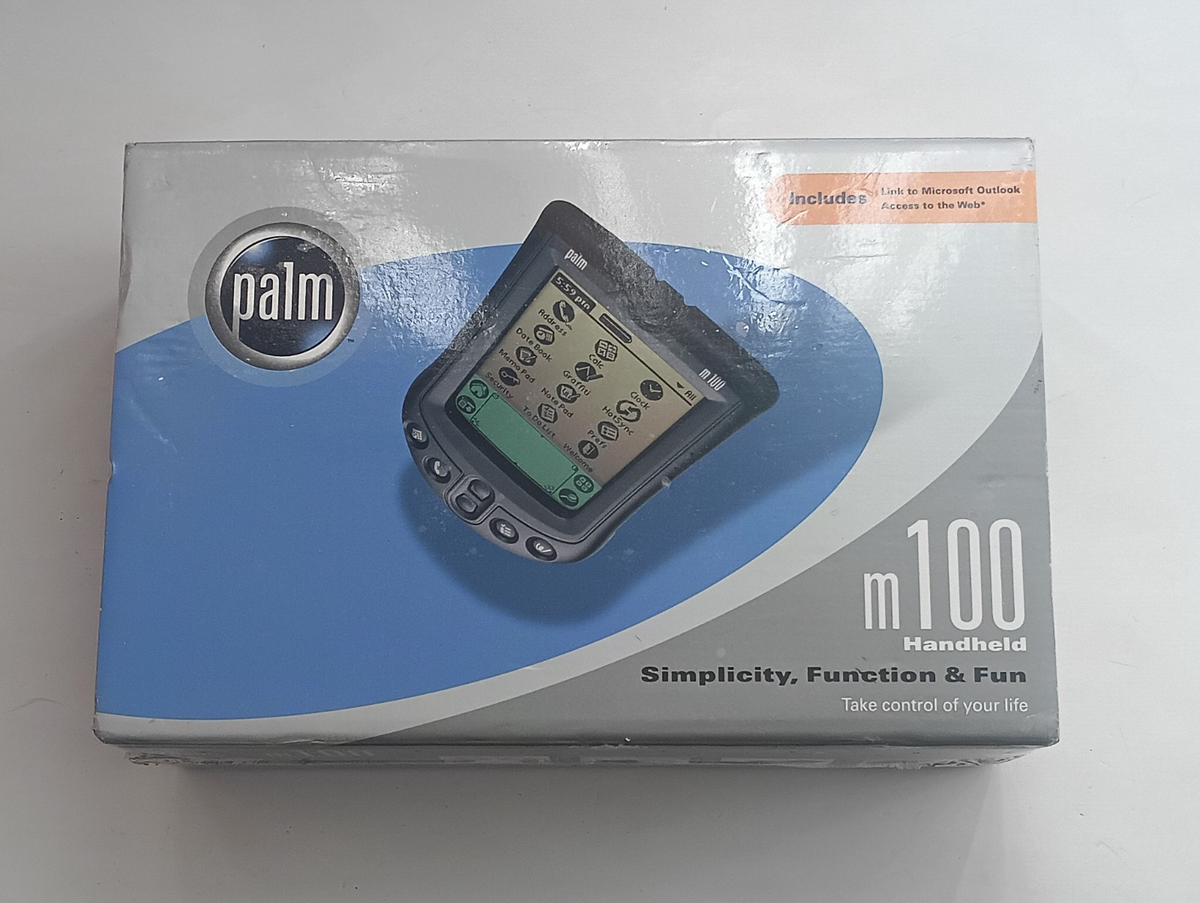 Includes
Link to Microsoft Outlook
Access to the Web*
palm
palm
5:59 pm
All
Address
Calc
Clock
Date Book
Graffiti
HotSync
Memo Pad
Note Pad
Prefs
Security
To Do List
Welcome
m100
m100
Handheld
Simplicity, Function & Fun
Take control of your life